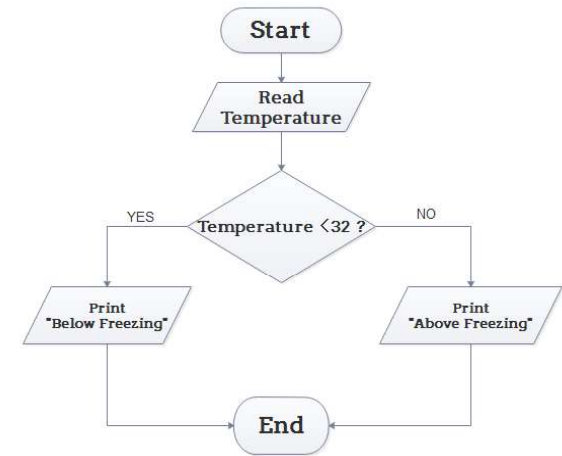 Start
Read
Temperature
Temperature <32 ?
YES
NO
Print
"Below Freezing"
Print
"Above Freezing"
End